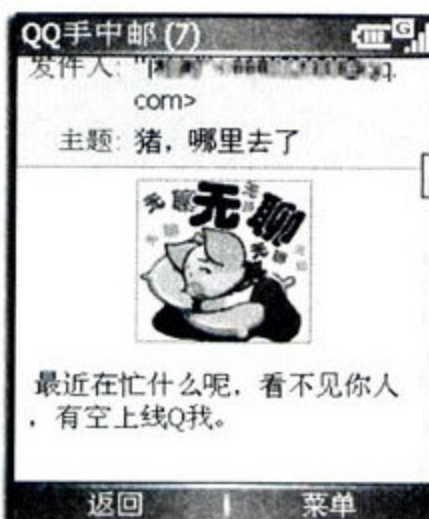 QQ手中邮 (7)
G
发件人:
com>
主题: 猪，哪里去了
无聊 无聊
无聊
最近在忙什么呢，看不见你人
，有空上线Q我。
返回
菜单